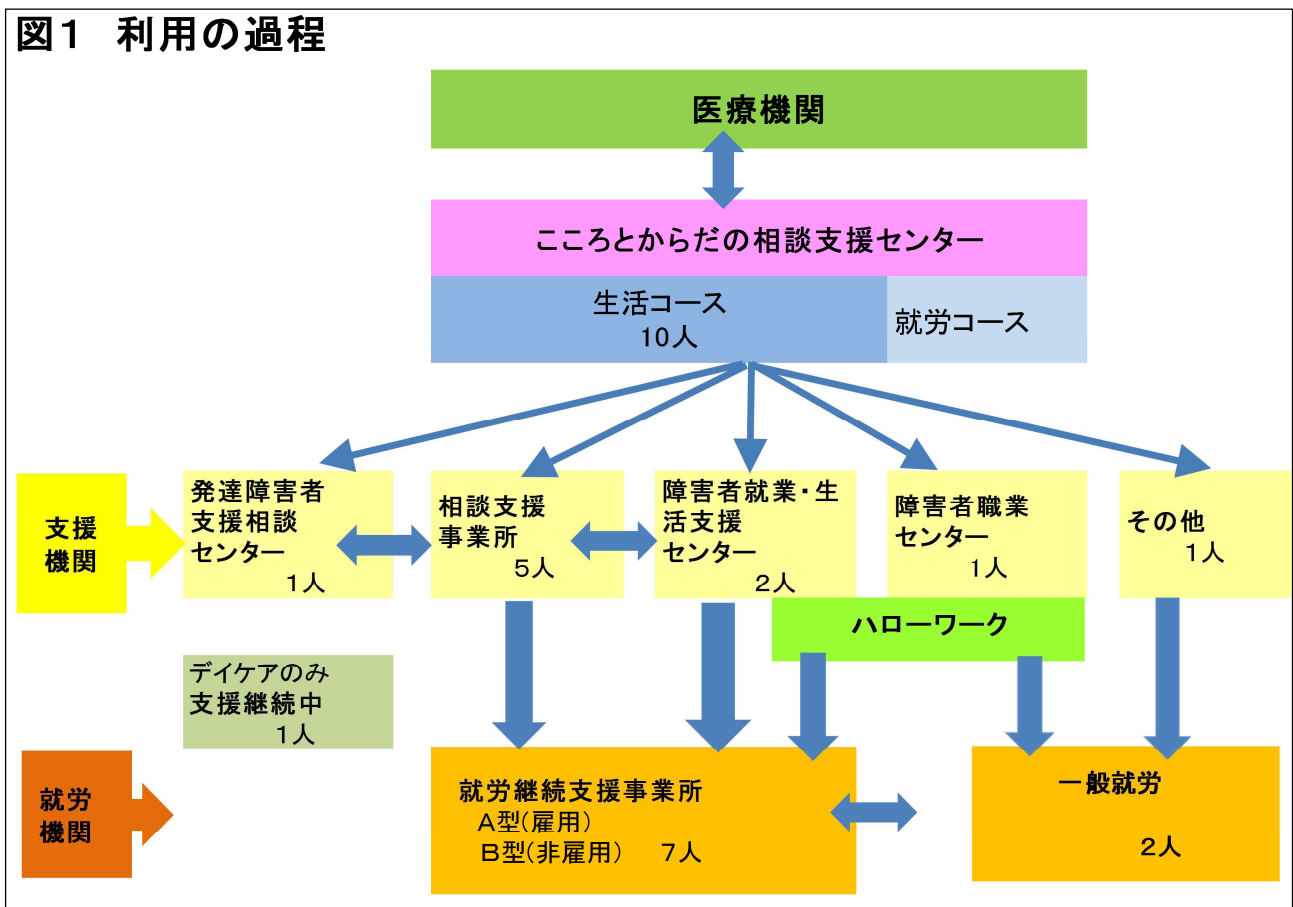 図1 利用の過程
医療機関
こころとからだの相談支援センター
生活コース
10人
就労コース
支援
機関
発達障害者
支援相談
センター
1人
相談支援
事業所
5人
障害者就業・生
活支援
センター
2人
障害者職業
センター
1人
その他
1人
ハローワーク
デイケアのみ
支援継続中
1人
就労
機関
就労継続支援事業所
A型(雇用)
B型(非雇用) 7人
一般就労
2人